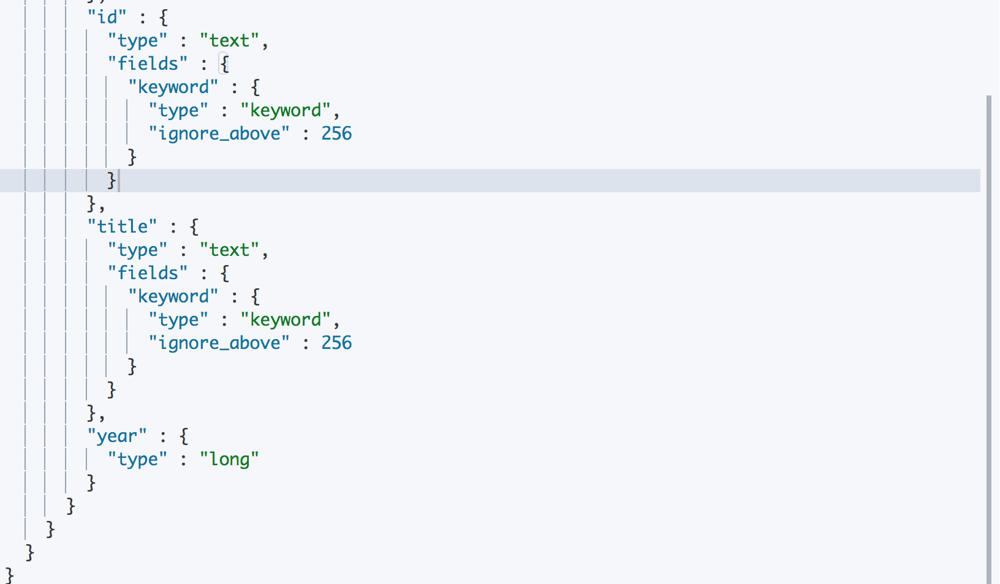 },
"id" : {
"type" : "text",
"fields" : {
"keyword" : {
"type" : "keyword",
"ignore_above" : 256
}
}
},
"title" : {
"type" : "text",
"fields" : {
"keyword" : {
"type" : "keyword",
"ignore_above" : 256
}
}
},
"year" : {
"type" : "long"
}
}
}
}
}